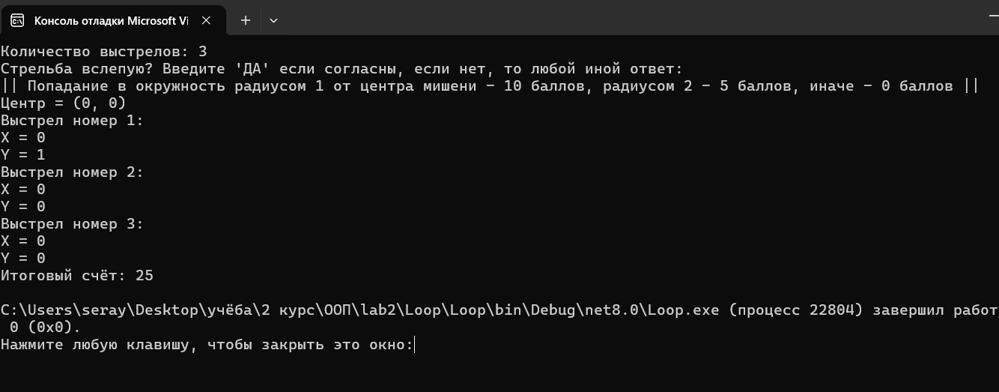 Консоль отладки Microsoft Vi
Количество выстрелов: 3
Стрельба вслепую? Введите 'ДА' если согласны, если нет, то любой иной ответ:
|| Попадание в окружность радиусом 1 от центра мишени - 10 баллов, радиусом 2 - 5 баллов, иначе - 0 баллов ||
Центр = (0, 0)
Выстрел номер 1:
X = 0
Y = 1
Выстрел номер 2:
X = 0
Y = 0
Выстрел номер 3:
X = 0
Y = 0
Итоговый счёт: 25
C:\Users\seray\Desktop\учёба\2 курс\ООП\lab2\Loop\Loop\bin\Debug\net8.0\Loop.exe (процесс 22804) завершил работу
0 (0x0).
Нажмите любую клавишу, чтобы закрыть это окно: